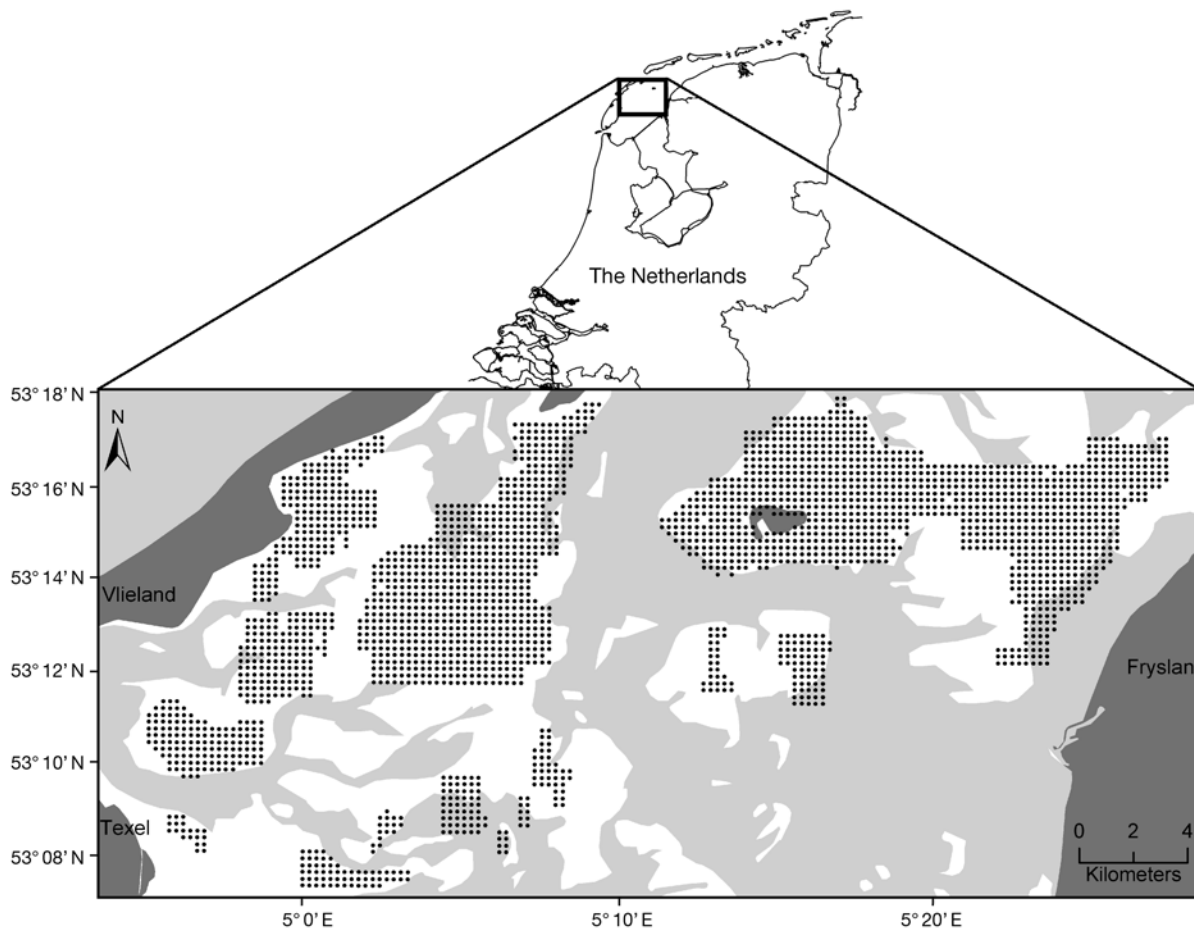 The Netherlands
53° 18' N
N
53° 16' N
53° 14' N
Vlieland
53° 12' N
Fryslan
53° 10' N
Texel
0 2 4
53° 08' N
Kilometers
5° 0' E
5° 10' E
5° 20' E